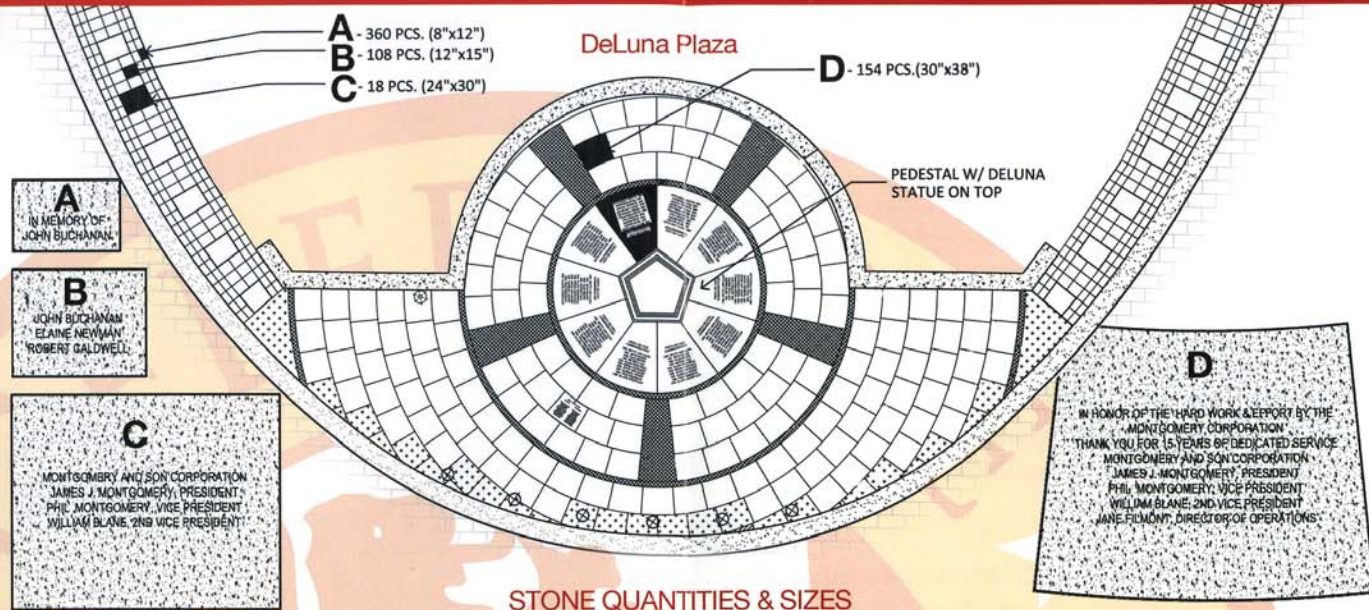 A - 360 PCS. (8"x12")
B - 108 PCS. (12"x15")
C - 18 PCS. (24"x30")
DeLuna Plaza
D - 154 PCS.(30"x38")
PEDESTAL W/ DELUNA
STATUE ON TOP
A
IN MEMORY OF
JOHN BUCHANAN
B
JOHN BUCHANAN
ELAINE NEWMAN
ROBERT CALDWELL
C
MONTGOMERY AND SON CORPORATION
JAMES J. MONTGOMERY, PRESIDENT
PHIL MONTGOMERY, VICE PRESIDENT
WILLIAM BLANE, 2ND VICE PRESIDENT
D
IN HONOR OF THE HARD WORK & EFFORT BY THE
MONTGOMERY CORPORATION
THANK YOU FOR 15 YEARS OF DEDICATED SERVICE
MONTGOMERY AND SON CORPORATION
JAMES J. MONTGOMERY, PRESIDENT
PHIL MONTGOMERY, VICE PRESIDENT
WILLIAM BLANE, 2ND VICE PRESIDENT
JANE FILMONT, DIRECTOR OF OPERATIONS
STONE QUANTITIES & SIZES